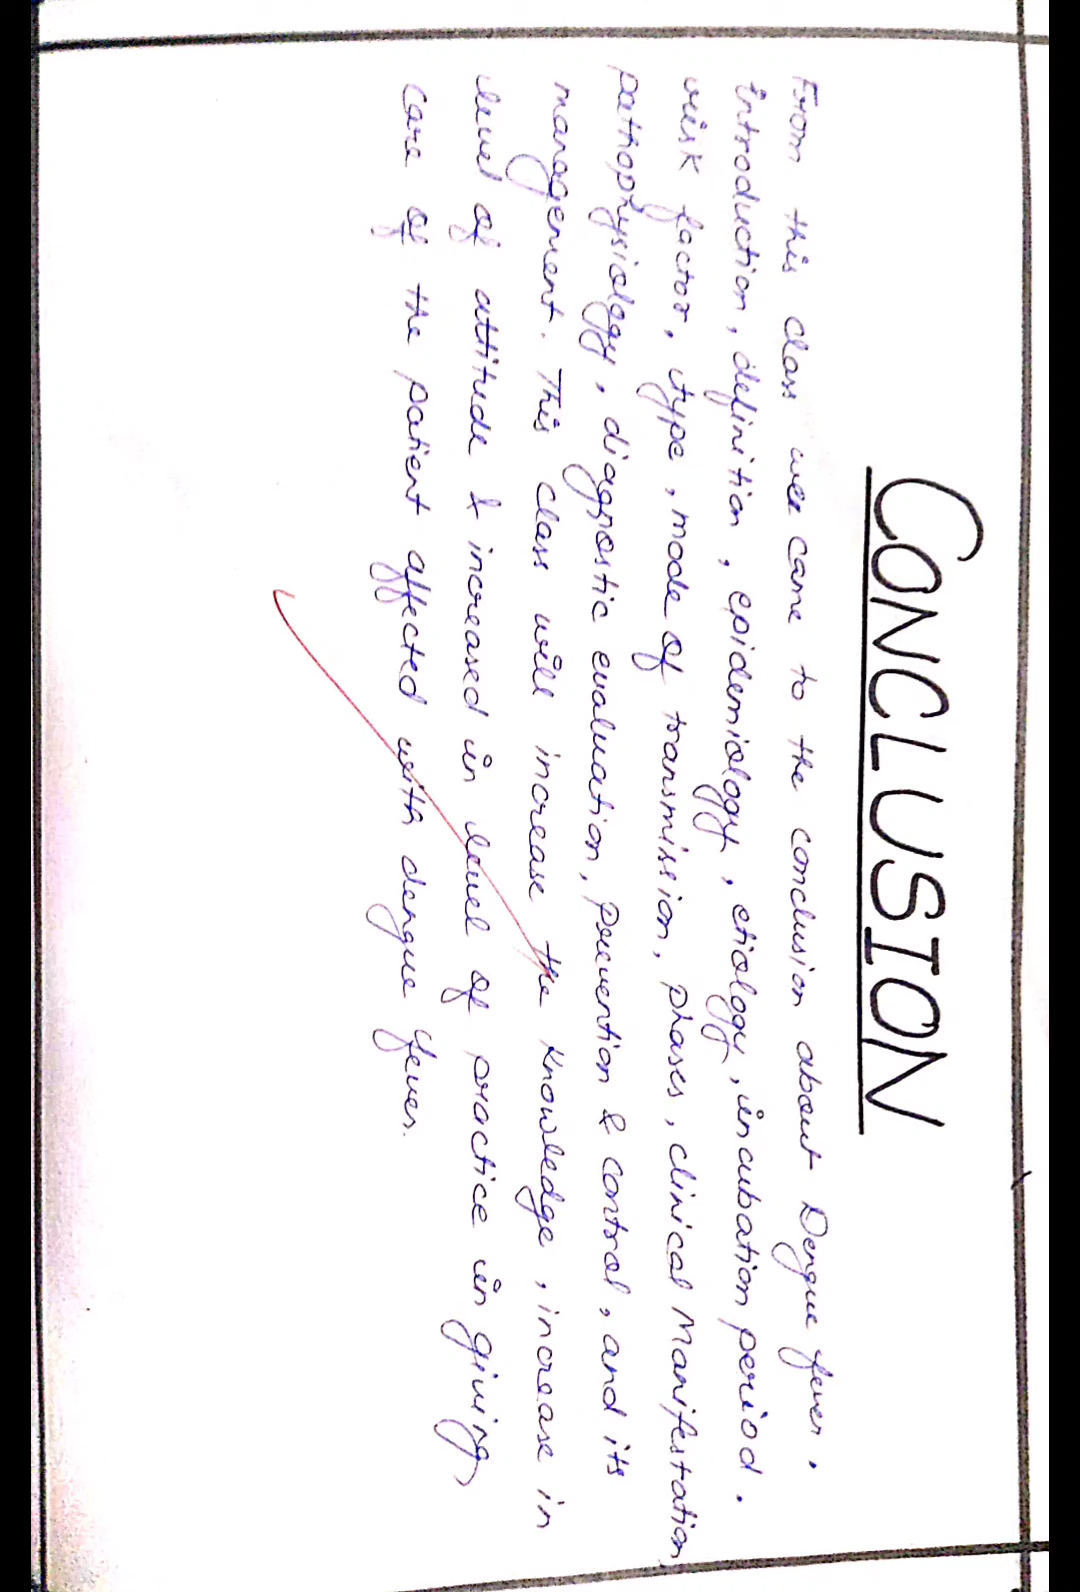 CONCLUSION
From this class wee came to the conclusion about Dengue fever,
introduction, definition, epidemiology, etiology, incubation period.
risk factor, type, mode of transmission, phases, clinical Manifestation,
pathophysiology, diagnostic evaluation, prevention & control, and its
management. This class will increase the knowledge, increase in
level of attitude & increased in level of practice in giving
care of the patient affected with dengue fever.